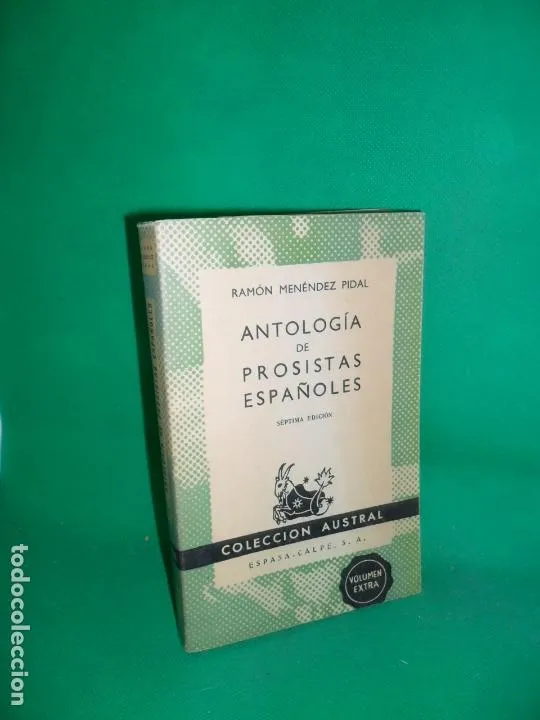 RAMÓN MENÉNDEZ PIDAL
ANTOLOGÍA
DE
PROSISTAS
ESPAÑOLES
SÉPTIMA EDICIÓN
COLECCION AUSTRAL
ESPASA-CALPE, S. A.
VOLUMEN
EXTRA
todocoleccion